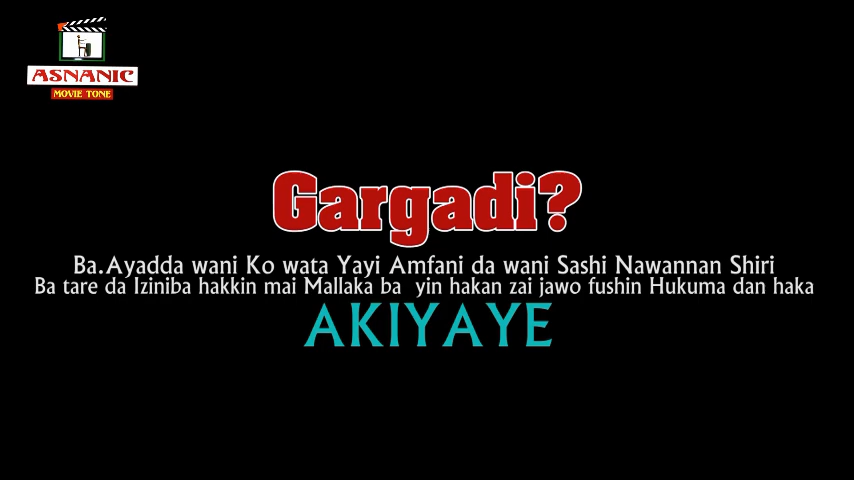 ASNANIC
MOVIE TONE
Gargadi?
Ba.Ayadda wani Ko wata Yayi Amfani da wani Sashi Nawannan Shiri
Ba tare da Iziniba hakkin mai Mallaka ba yin hakan zai jawo fushin Hukuma dan haka
AKIYAYE